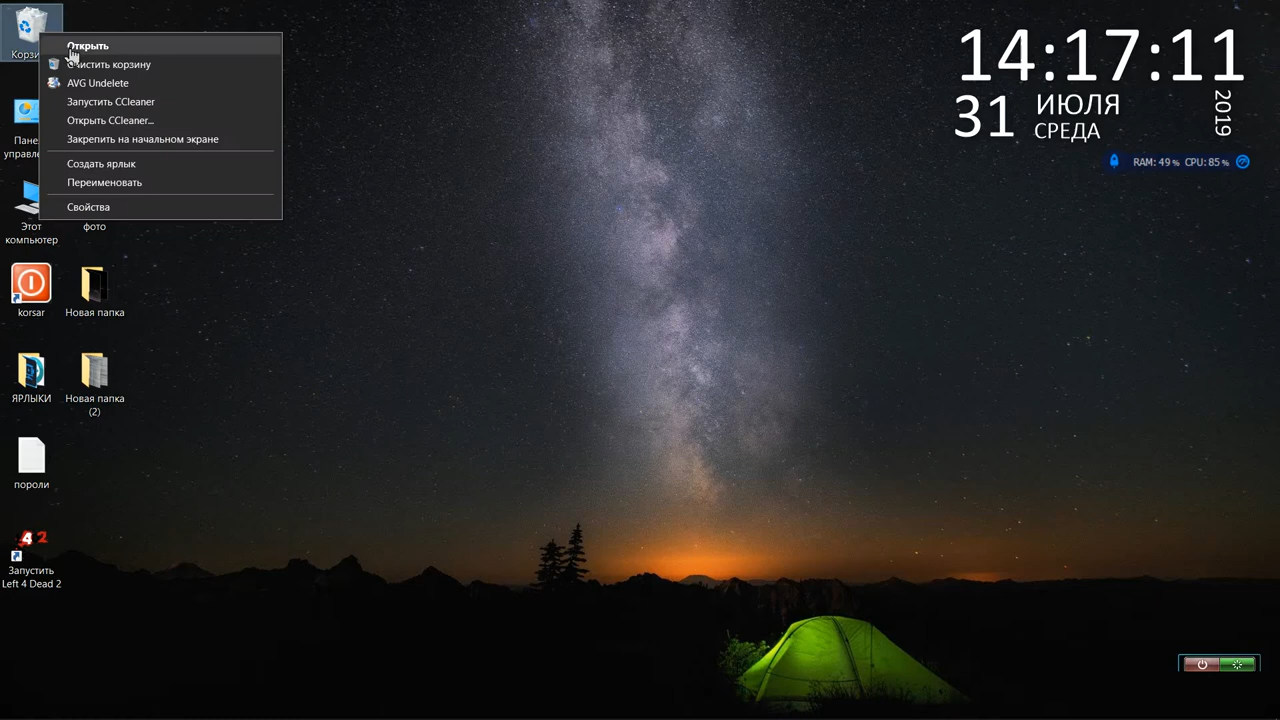 Открыть
Очистить корзину
AVG Undelete
Запустить CCleaner
Открыть CCleaner...
Закрепить на начальном экране
Создать ярлык
Переименовать
Свойства
Этот
компьютер
фото
korsar
Новая папка
ЯРЛЫКИ
Новая папка
(2)
пороли
4 2
Запустить
Left 4 Dead 2
14:17:11
31
ИЮЛЯ
СРЕДА
2019
RAM: 49 % CPU: 85 %